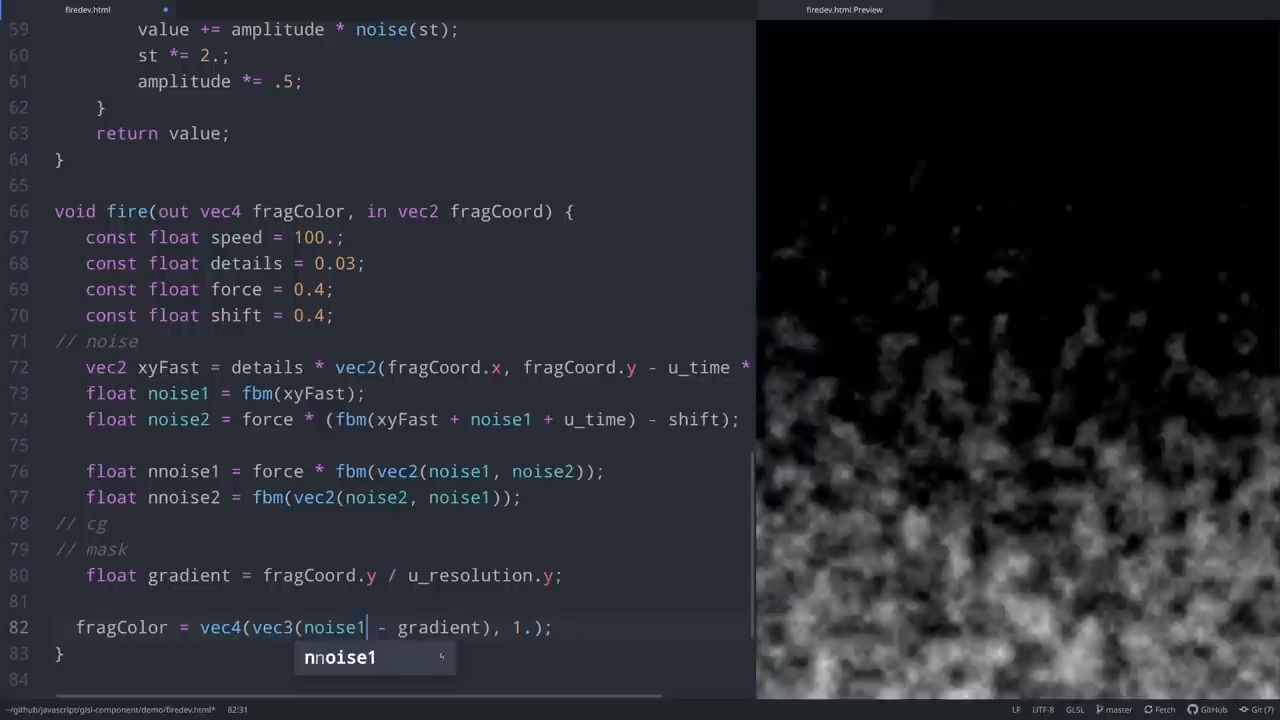 firedev.html
firedev.html Preview
59 value += amplitude * noise(st);
60 st *= 2.;
61 amplitude *= .5;
62 }
63 return value;
64 }
65
66 void fire(out vec4 fragColor, in vec2 fragCoord) {
67 const float speed = 100.;
68 const float details = 0.03;
69 const float force = 0.4;
70 const float shift = 0.4;
71 // noise
72 vec2 xyFast = details * vec2(fragCoord.x, fragCoord.y - u_time *
73 float noise1 = fbm(xyFast);
74 float noise2 = force * (fbm(xyFast + noise1 + u_time) - shift);
75
76 float nnoise1 = force * fbm(vec2(noise1, noise2));
77 float nnoise2 = fbm(vec2(noise2, noise1));
78 // cg
79 // mask
80 float gradient = fragCoord.y / u_resolution.y;
81
82 fragColor = vec4(vec3(noise1 - gradient), 1.);
83 }
nnoise1
84
~/github/javascript/glsl-component/demo/firedev.html* 82:31 LF UTF-8 GLSL master Fetch GitHub Git (7)